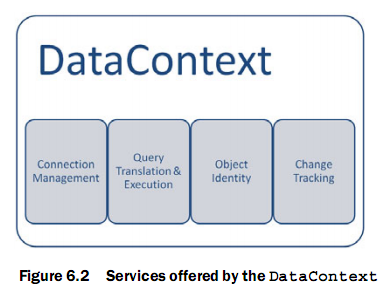 DataContext
Connection
Management
Query
Translation &
Execution
Object
Identity
Change
Tracking
Figure 6.2 Services offered by the DataContext